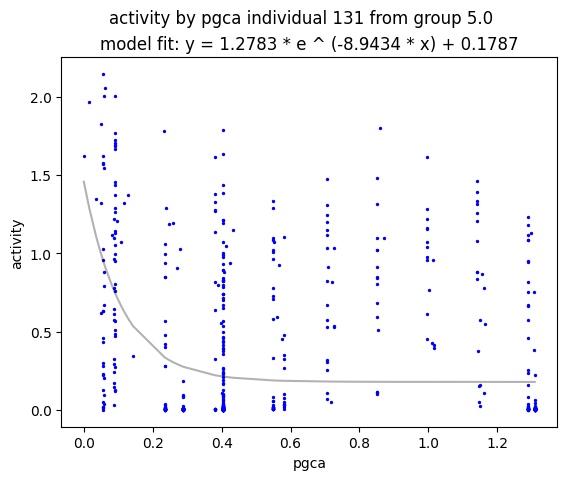 activity by pgca individual 131 from group 5.0
model fit: y = 1.2783 * e ^ (-8.9434 * x) + 0.1787
2.0
1.5
1.0
0.5
0.0
activity
0.0 0.2 0.4 0.6 0.8 1.0 1.2
pgca